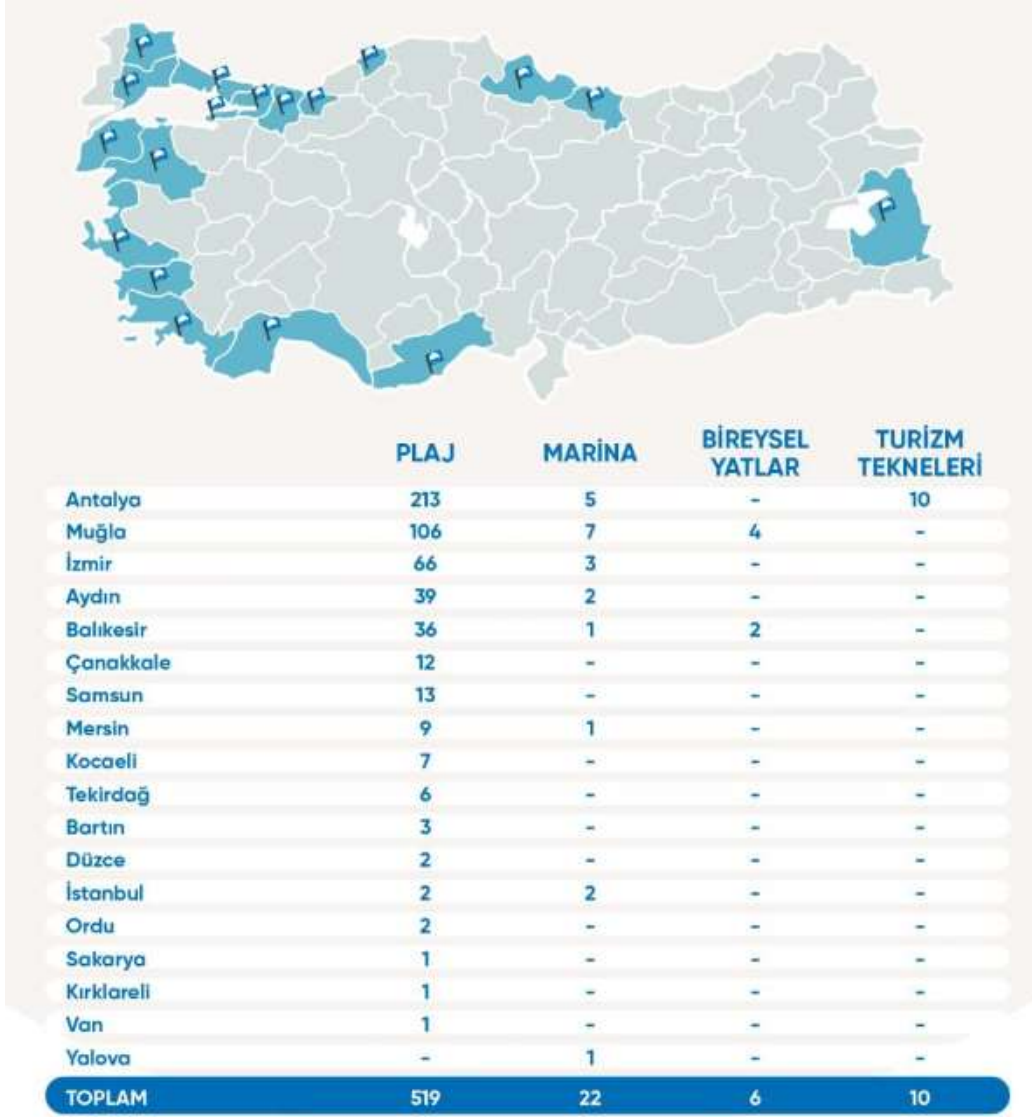 PLAJ MARİNA BİREYSEL YATLAR TURİZM TEKNELERİ
Antalya 213 5 - 10
Muğla 106 7 4 -
İzmir 66 3 - -
Aydın 39 2 - -
Balıkesir 36 1 2 -
Çanakkale 12 - - -
Samsun 13 - - -
Mersin 9 1 - -
Kocaeli 7 - - -
Tekirdağ 6 - - -
Bartın 3 - - -
Düzce 2 - - -
İstanbul 2 2 - -
Ordu 2 - - -
Sakarya 1 - - -
Kırklareli 1 - - -
Van 1 - - -
Yalova - 1 - -
TOPLAM 519 22 6 10